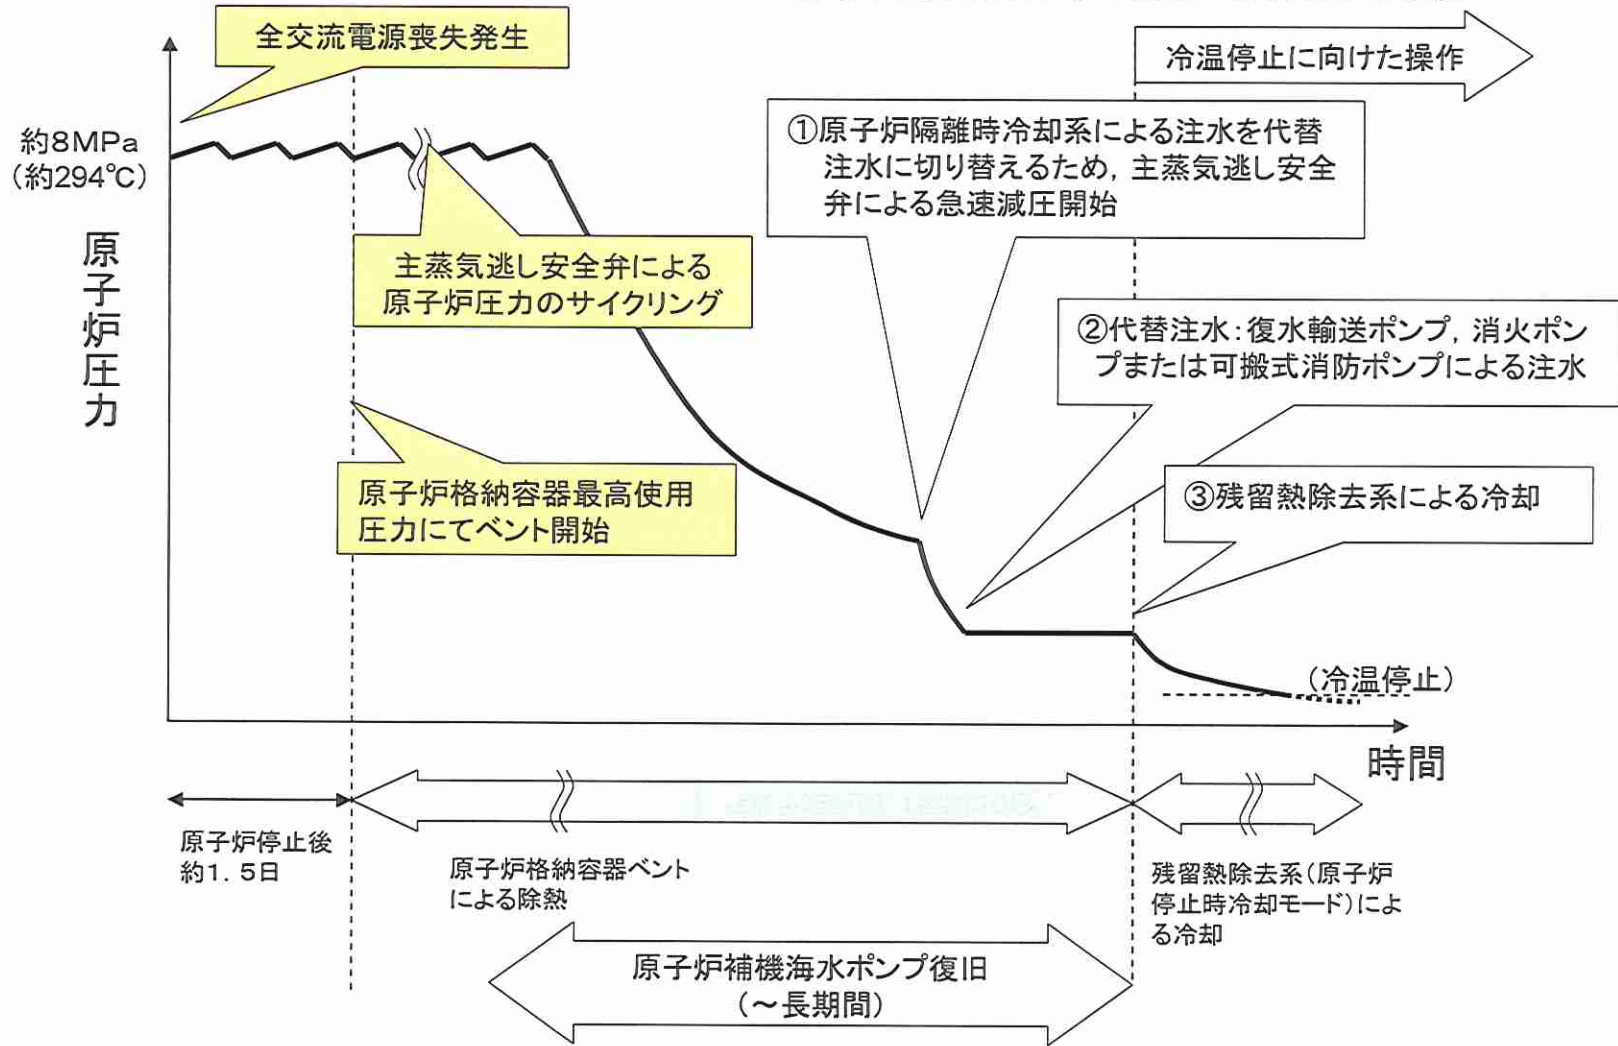 全交流電源喪失発生
冷温停止に向けた操作
約8MPa
(約294℃)
原子炉圧力
①原子炉隔離時冷却系による注水を代替
注水に切り替えるため，主蒸気逃し安全
弁による急速減圧開始
主蒸気逃し安全弁による
原子炉圧力のサイクリング
②代替注水：復水輸送ポンプ，消火ポン
プまたは可搬式消防ポンプによる注水
原子炉格納容器最高使用
圧力にてベント開始
③残留熱除去系による冷却
(冷温停止)
時間
原子炉停止後
約1．5日
原子炉格納容器ベント
による除熱
残留熱除去系(原子炉
停止時冷却モード)によ
る冷却
原子炉補機海水ポンプ復旧
(～長期間)